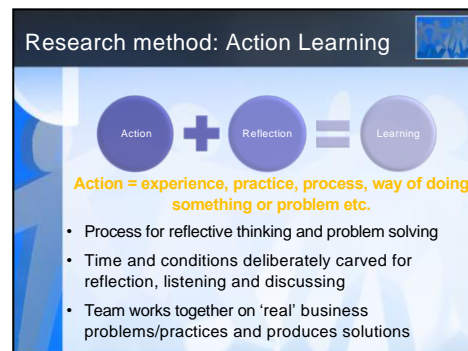 Research method: Action Learning
Action + Reflection = Learning
Action = experience, practice, process, way of doing
something or problem etc.
• Process for reflective thinking and problem solving
• Time and conditions deliberately carved for
reflection, listening and discussing
• Team works together on ‘real’ business
problems/practices and produces solutions